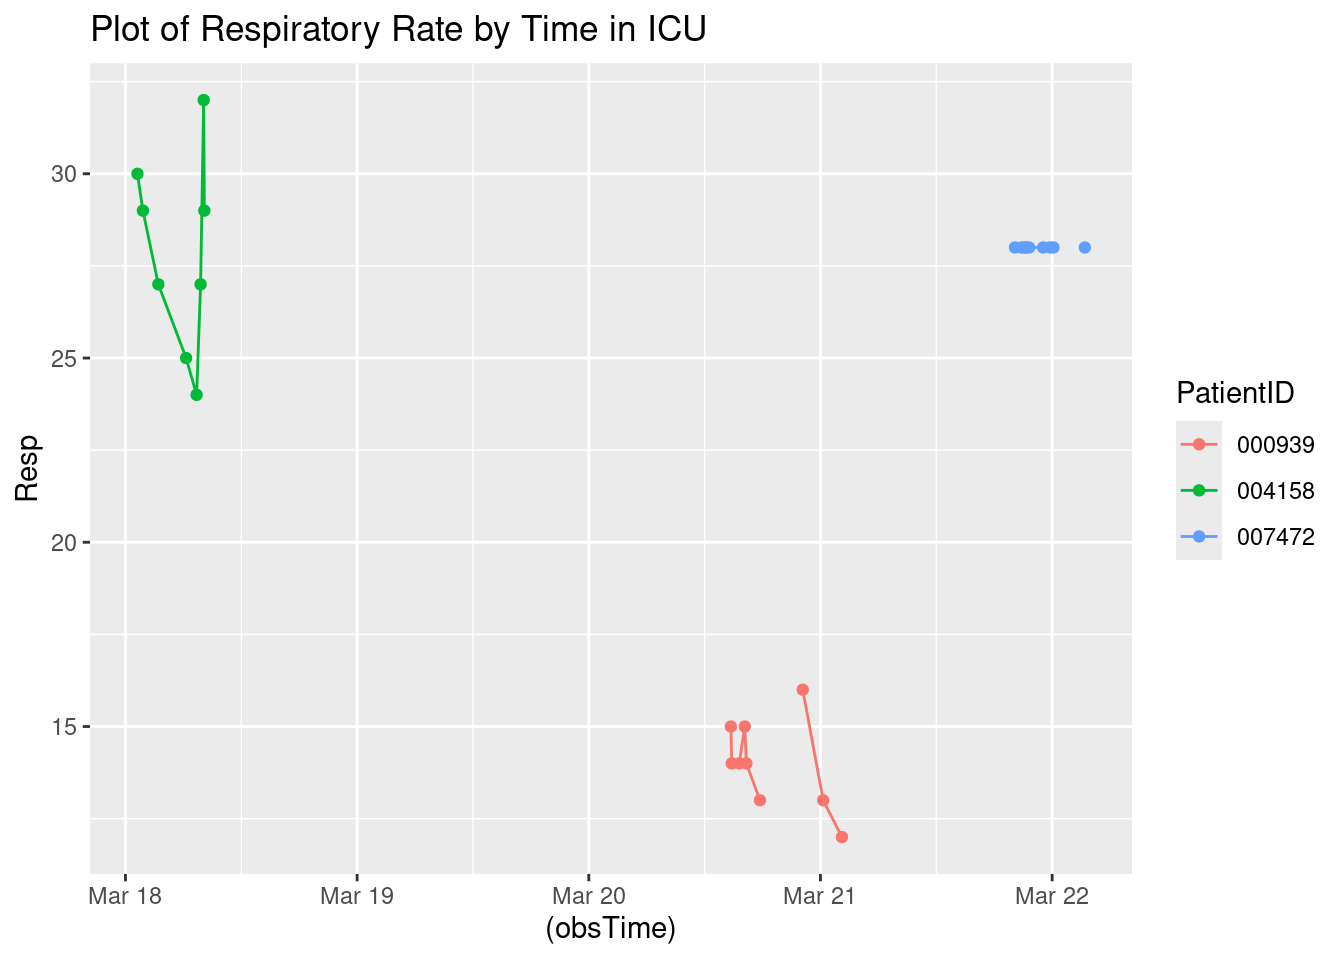 Plot of Respiratory Rate by Time in ICU
30
25
20
15
Resp
Mar 18
Mar 19
Mar 20
Mar 21
Mar 22
(obsTime)
PatientID
000939
004158
007472